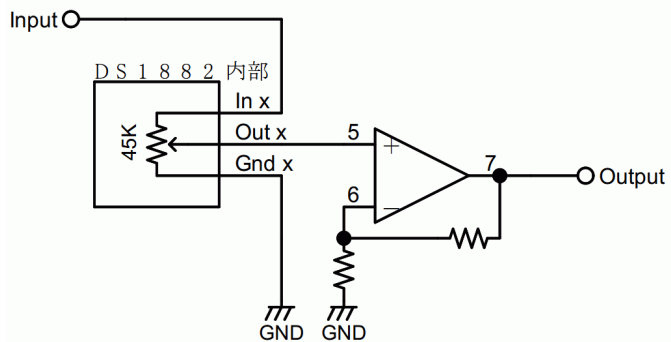 Input
DS1882内部
In x
45K
Out x
Gnd x
5
+
6
−
7
Output
GND
GND